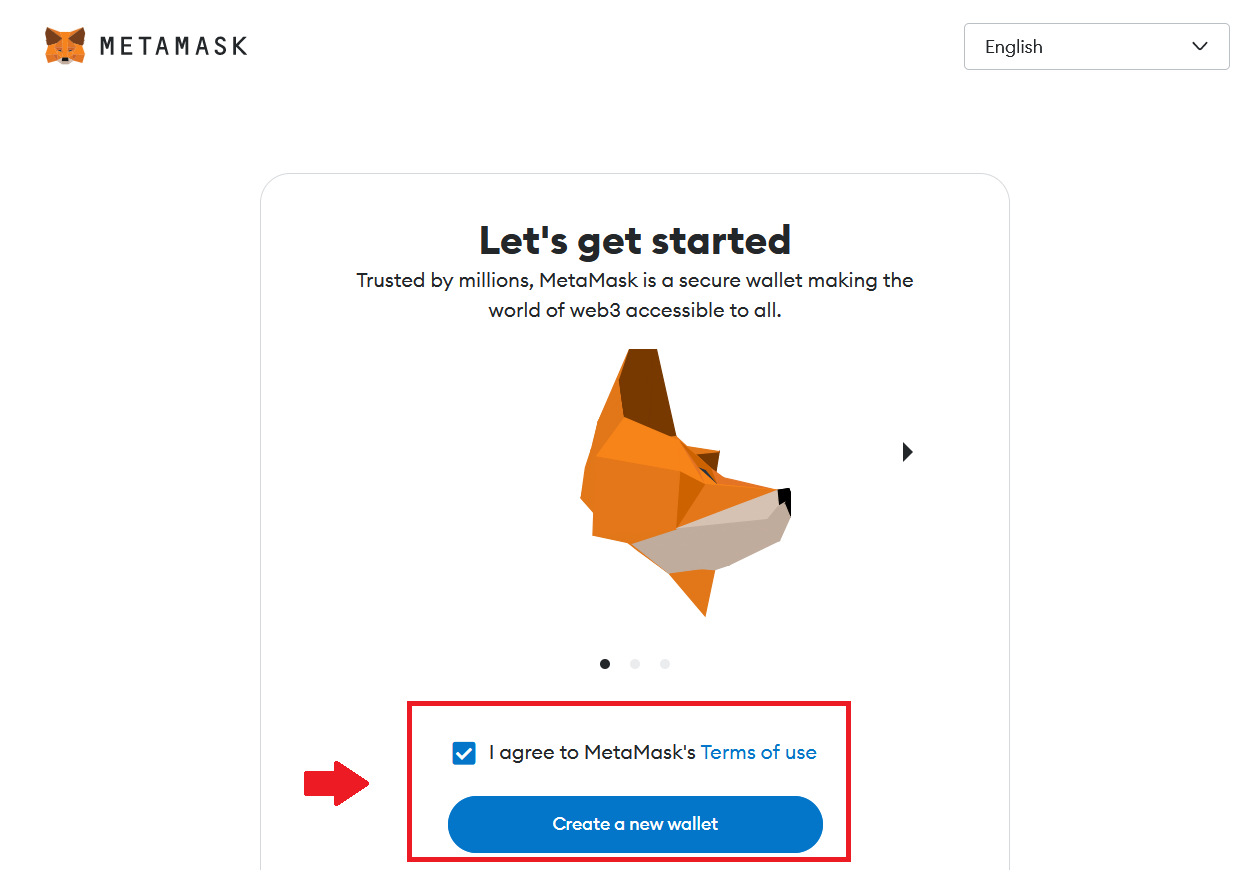 METAMASK
English
Let's get started
Trusted by millions, MetaMask is a secure wallet making the
world of web3 accessible to all.
I agree to MetaMask's Terms of use
Create a new wallet